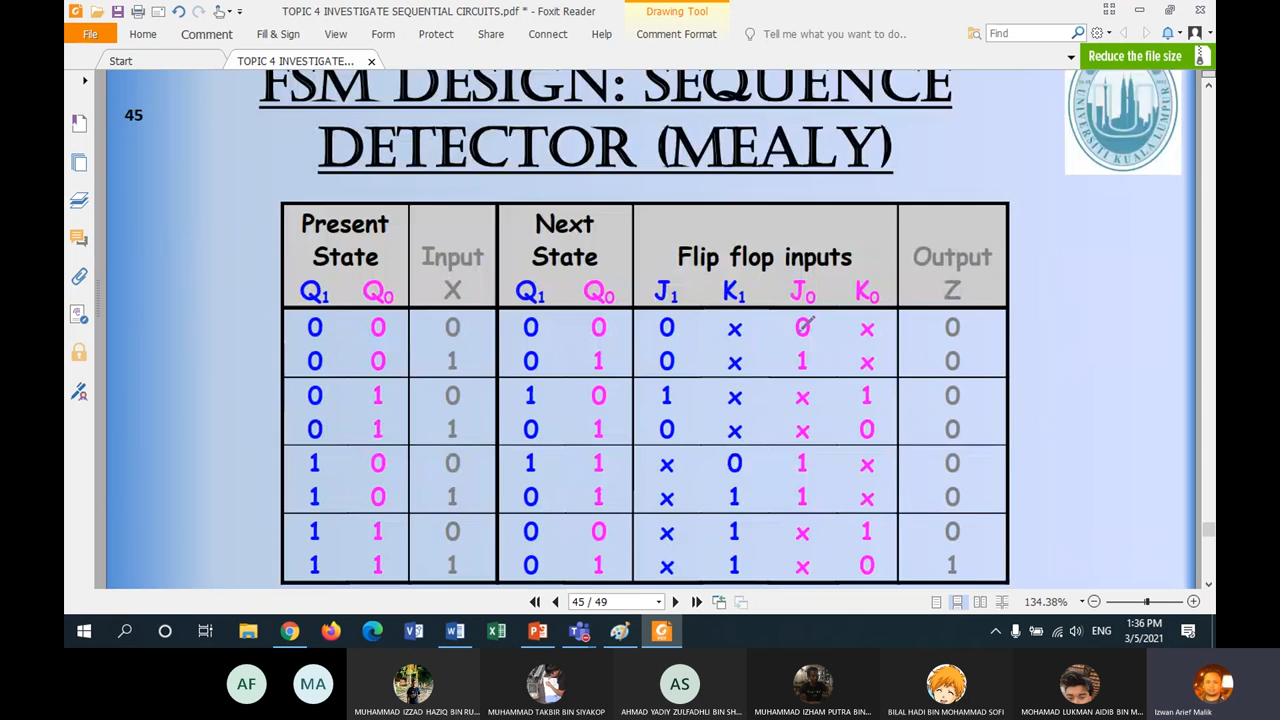 TOPIC 4 INVESTIGATE SEQUENTIAL CIRCUITS.pdf * - Foxit Reader
Drawing Tool
File Home Comment Fill & Sign View Form Protect Share Connect Help Comment Format Tell me what you want to do.. Find
Start TOPIC 4 INVESTIGATE... Reduce the file size
45
FSM DESIGN: SEQUENCE
DETECTOR (MEALY)
UNIVERSITI KUALA LUMPUR
Present State Input Next State Flip flop inputs Output
Q1 Q0 X Q1 Q0 J1 K1 J0 K0 Z
0 0 0 0 0 0 x 0 x 0
0 0 1 0 1 0 x 1 x 0
0 1 0 1 0 1 x x 1 0
0 1 1 0 1 0 x x 0 0
1 0 0 1 1 x 0 1 x 0
1 0 1 0 1 x 1 1 x 0
1 1 0 0 0 x 1 x 1 0
1 1 1 0 1 x 1 x 0 1
45 / 49 134.38%
ENG 1:36 PM
3/5/2021
AF MA AS
MUHAMMAD IZZAD HAZIQ BIN RU... MUHAMMAD TAKBIR BIN SIYAKOP AHMAD YADIY ZULFADHLI BIN SH... MUHAMMAD IZHAM PUTRA BIN... BILAL HADI BIN MOHAMMAD SOFI MOHAMAD LUKMAN AIDIB BIN M... Izwan Arief Malik